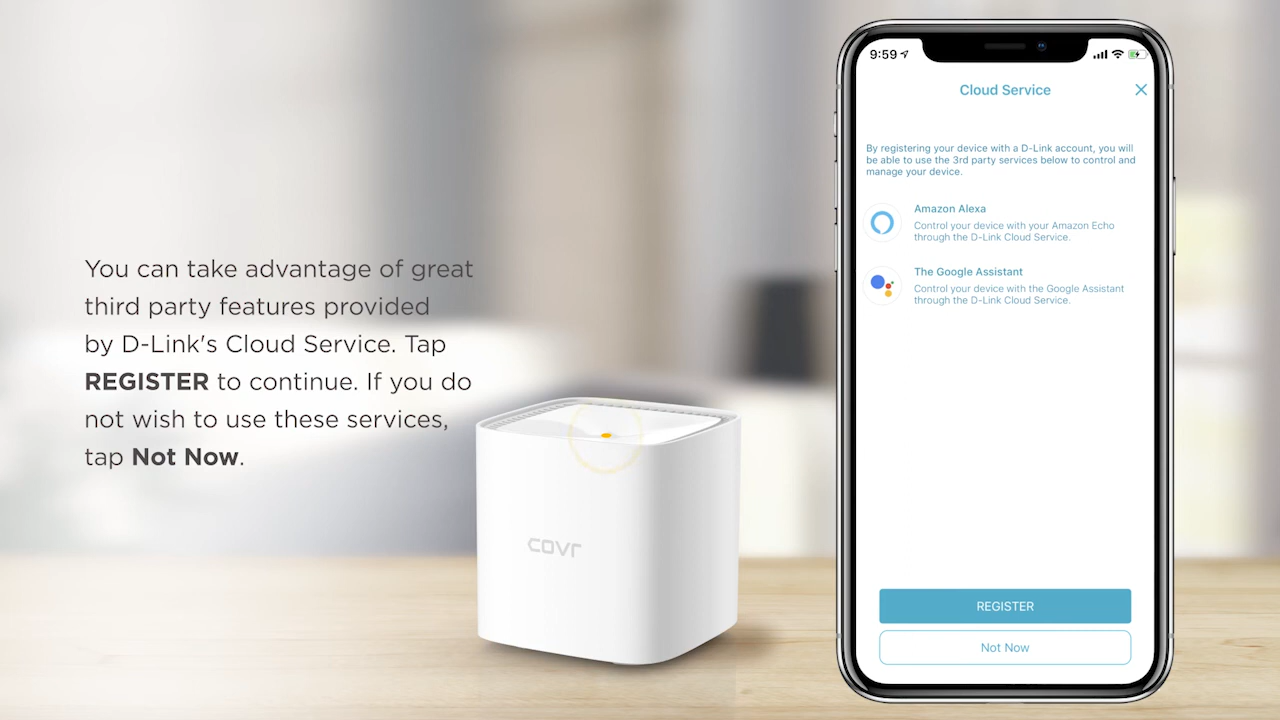 You can take advantage of great
third party features provided
by D-Link's Cloud Service. Tap
REGISTER to continue. If you do
not wish to use these services,
tap Not Now.
covr
9:59
Cloud Service
By registering your device with a D-Link account, you will
be able to use the 3rd party services below to control and
manage your device.
Amazon Alexa
Control your device with your Amazon Echo
through the D-Link Cloud Service.
The Google Assistant
Control your device with the Google Assistant
through the D-Link Cloud Service.
REGISTER
Not Now